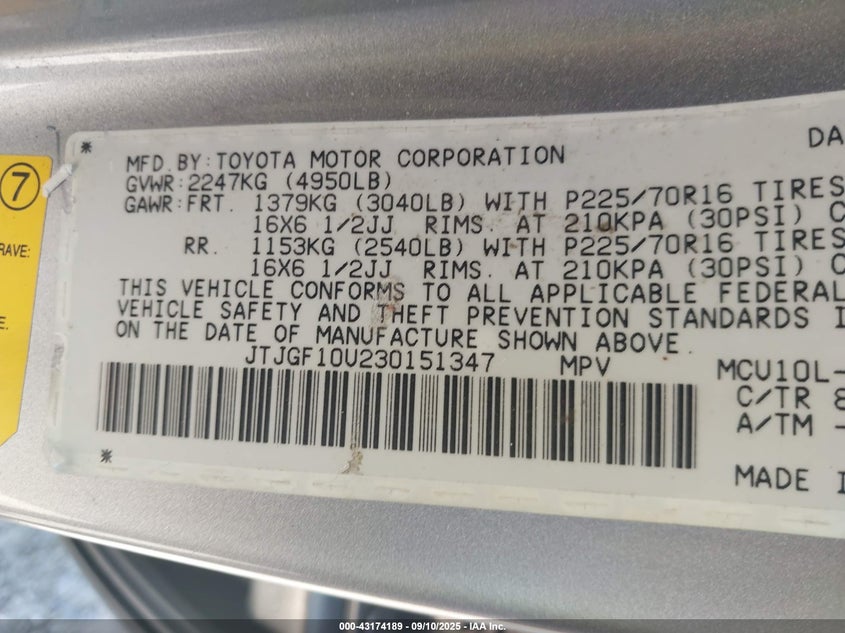 DA
MFD. BY: TOYOTA MOTOR CORPORATION
GVWR: 2247KG (4950LB)
GAWR: FRT. 1379KG (3040LB) WITH P225/70R16 TIRES
16X6 1/2JJ RIMS. AT 210KPA (30PSI) C
RR. 1153KG (2540LB) WITH P225/70R16 TIRES
16X6 1/2JJ RIMS. AT 210KPA (30PSI) C
THIS VEHICLE CONFORMS TO ALL APPLICABLE FEDERAL
VEHICLE SAFETY AND THEFT PREVENTION STANDARDS I
ON THE DATE OF MANUFACTURE SHOWN ABOVE.
JTJGF10U230151347 MPV MCU10L-
C/TR 8
A/TM -
MADE I
7
RAVE:
E.
000-43174189 - 09/10/2025 - IAA Inc.